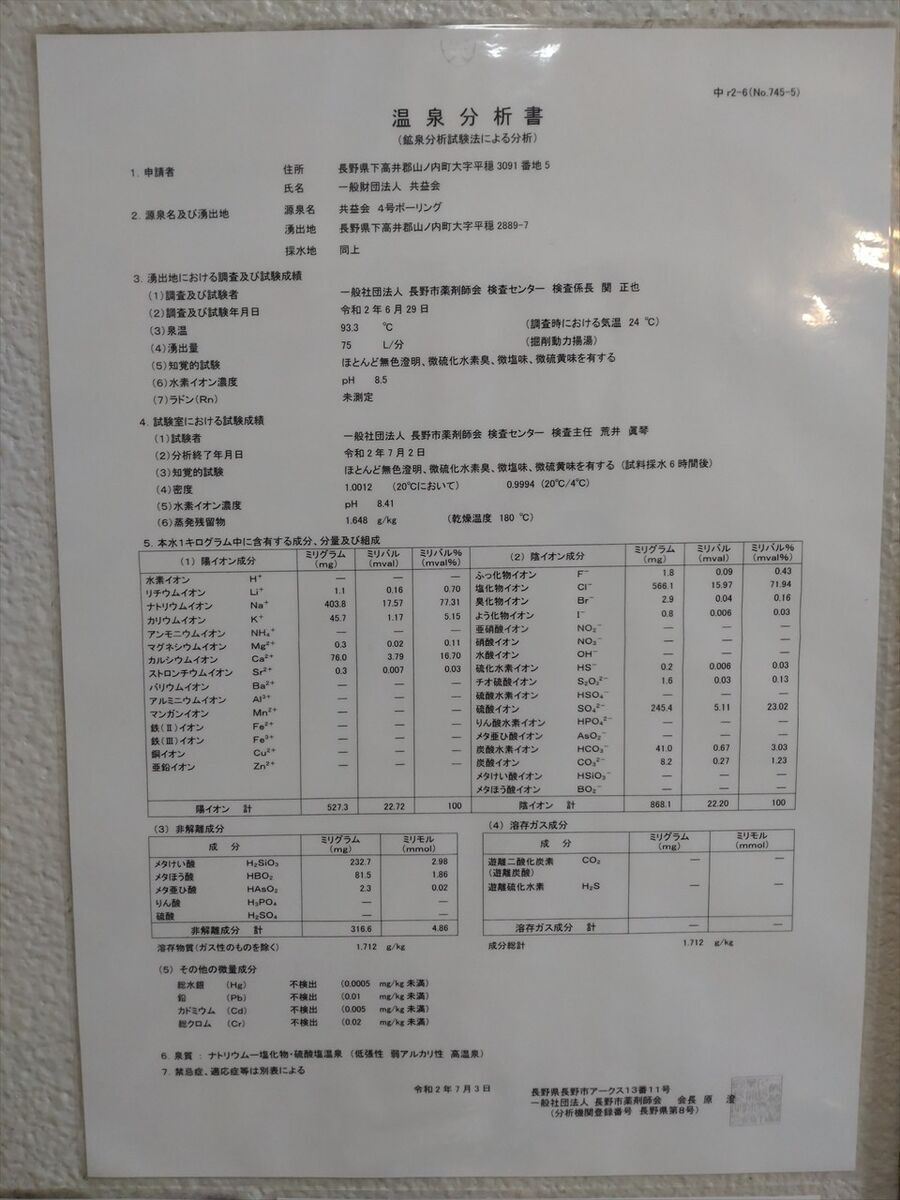 中 r2-6(No.745-5)
温泉分析書
(鉱泉分析試験法による分析)
1. 申請者 住所 長野県下高井郡山ノ内町大字平穏 3091 番地 5
氏名 一般財団法人 共益会
2. 源泉名及び湧出地 源泉名 共益会 4号ボーリング
湧出地 長野県下高井郡山ノ内町大字平穏 2889-7
採水地 同上
3. 湧出地における調査及び試験成績
(1)調査及び試験者 一般社団法人 長野市薬剤師会 検査センター 検査係長 関 正也
(2)調査及び試験年月日 令和 2 年 6 月 29 日
(3)泉温 93.3 ℃ (調査時における気温 24 ℃)
(4)湧出量 75 L/分 (掘削動力揚湯)
(5)知覚的試験 ほとんど無色澄明、微硫化水素臭、微塩味、微硫黄味を有する
(6)水素イオン濃度 pH 8.5
(7)ラドン(Rn) 未測定
4. 試験室における試験成績
(1)試験者 一般社団法人 長野市薬剤師会 検査センター 検査主任 荒井 眞琴
(2)分析終了年月日 令和 2 年 7 月 2 日
(3)知覚的試験 ほとんど無色澄明、微硫化水素臭、微塩味、微硫黄味を有する (試料採水 6 時間後)
(4)密度 1.0012 (20℃において) 0.9994 (20℃/4℃)
(5)水素イオン濃度 pH 8.41
(6)蒸発残留物 1.648 g/kg (乾燥温度 180 ℃)
5. 本水1キログラム中に含有する成分、分量及び組成
(1) 陽イオン成分 ミリグラム (mg) ミリバル (mval) ミリバル% (mval%)
水素イオン H⁺ — — —
リチウムイオン Li⁺ 1.1 0.16 0.70
ナトリウムイオン Na⁺ 403.8 17.57 77.31
カリウムイオン K⁺ 45.7 1.17 5.15
アンモニウムイオン NH₄⁺ — — —
マグネシウムイオン Mg²⁺ 0.3 0.02 0.11
カルシウムイオン Ca²⁺ 76.0 3.79 16.70
ストロンチウムイオン Sr²⁺ 0.3 0.007 0.03
バリウムイオン Ba²⁺ — — —
アルミニウムイオン Al³⁺ — — —
マンガンイオン Mn²⁺ — — —
鉄(Ⅱ)イオン Fe²⁺ — — —
鉄(Ⅲ)イオン Fe³⁺ — — —
銅イオン Cu²⁺ — — —
亜鉛イオン Zn²⁺ — — —
陽イオン 計 527.3 22.72 100
(2) 陰イオン成分 ミリグラム (mg) ミリバル (mval) ミリバル% (mval%)
ふっ化物イオン F⁻ 1.8 0.09 0.43
塩化物イオン Cl⁻ 566.1 15.97 71.94
臭化物イオン Br⁻ 2.9 0.04 0.16
よう化物イオン I⁻ 0.8 0.006 0.03
亜硝酸イオン NO₂⁻ — — —
硝酸イオン NO₃⁻ — — —
水酸イオン OH⁻ — — —
硫化水素イオン HS⁻ 0.2 0.006 0.03
チオ硫酸イオン S₂O₃²⁻ 1.6 0.03 0.13
硫酸水素イオン HSO₄⁻ — — —
硫酸イオン SO₄²⁻ 245.4 5.11 23.02
りん酸水素イオン HPO₄²⁻ — — —
メタ亜ひ酸イオン AsO₂⁻ — — —
炭酸水素イオン HCO₃⁻ 41.0 0.67 3.03
炭酸イオン CO₃²⁻ 8.2 0.27 1.23
メタけい酸イオン HSiO₃⁻ — — —
メタほう酸イオン BO₂⁻ — — —
陰イオン 計 868.1 22.20 100
(3) 非解離成分
成 分 ミリグラム (mg) ミリモル (mmol)
メタけい酸 H₂SiO₃ 232.7 2.98
メタほう酸 HBO₂ 81.5 1.86
メタ亜ひ酸 HAsO₂ 2.3 0.02
りん酸 H₃PO₄ — —
硫酸 H₂SO₄ — —
非解離成分 計 316.6 4.86
溶存物質(ガス性のものを除く) 1.712 g/kg
(4) 溶存ガス成分
成 分 ミリグラム (mg) ミリモル (mmol)
遊離二酸化炭素 CO₂ — —
(遊離炭酸)
遊離硫化水素 H₂S — —
溶存ガス成分 計 — —
成分総計 1.712 g/kg
(5) その他の微量成分
総水銀 (Hg) 不検出 (0.0005 mg/kg 未満)
鉛 (Pb) 不検出 (0.01 mg/kg 未満)
カドミウム (Cd) 不検出 (0.005 mg/kg 未満)
総クロム (Cr) 不検出 (0.02 mg/kg 未満)
6. 泉質 : ナトリウム—塩化物・硫酸塩温泉 (低張性 弱アルカリ性 高温泉)
7. 禁忌症、適応症等は別表による
令和 2 年 7 月 3 日
長野県長野市アークス13番11号
一般社団法人 長野市薬剤師会 会長 原 澄
(分析機関登録番号 長野県第8号)